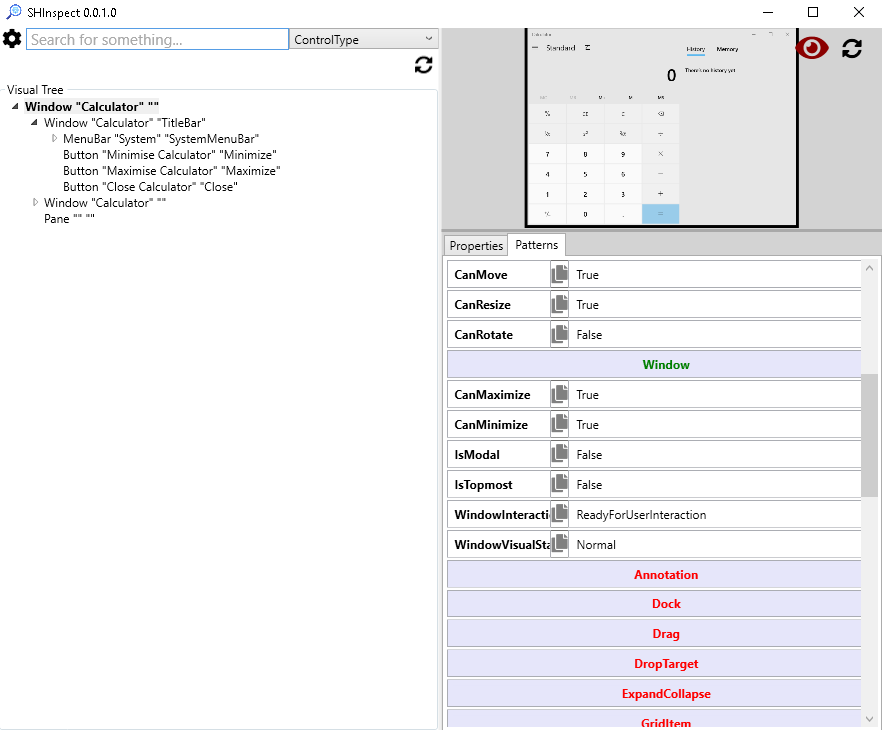 SHInspect 0.0.1.0
Search for something...
ControlType
Visual Tree
Window "Calculator" ""
Window "Calculator" "TitleBar"
MenuBar "System" "SystemMenuBar"
Button "Minimise Calculator" "Minimize"
Button "Maximise Calculator" "Maximize"
Button "Close Calculator" "Close"
Window "Calculator" ""
Pane "" ""
Calculator
Standard
History Memory
0
There's no history yet
% CE C
7 8 9 ×
4 5 6 −
1 2 3 +
0 . =
Properties
Patterns
CanMove True
CanResize True
CanRotate False
Window
CanMaximize True
CanMinimize True
IsModal False
IsTopmost False
WindowInteracti ReadyForUserInteraction
WindowVisualSta Normal
Annotation
Dock
Drag
DropTarget
ExpandCollapse
GridItem